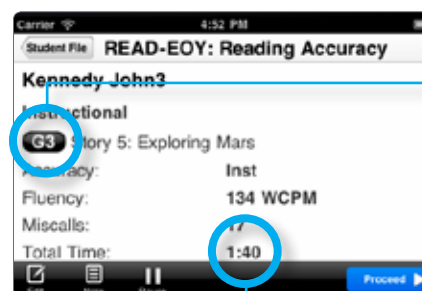 Carrier 4:52 PM
Student File READ-EOY: Reading Accuracy
Kennedy John3
Instructional
G3 Story 5: Exploring Mars
Accuracy: Inst
Fluency: 134 WCPM
Miscalls: 17
Total Time: 1:40
Proceed